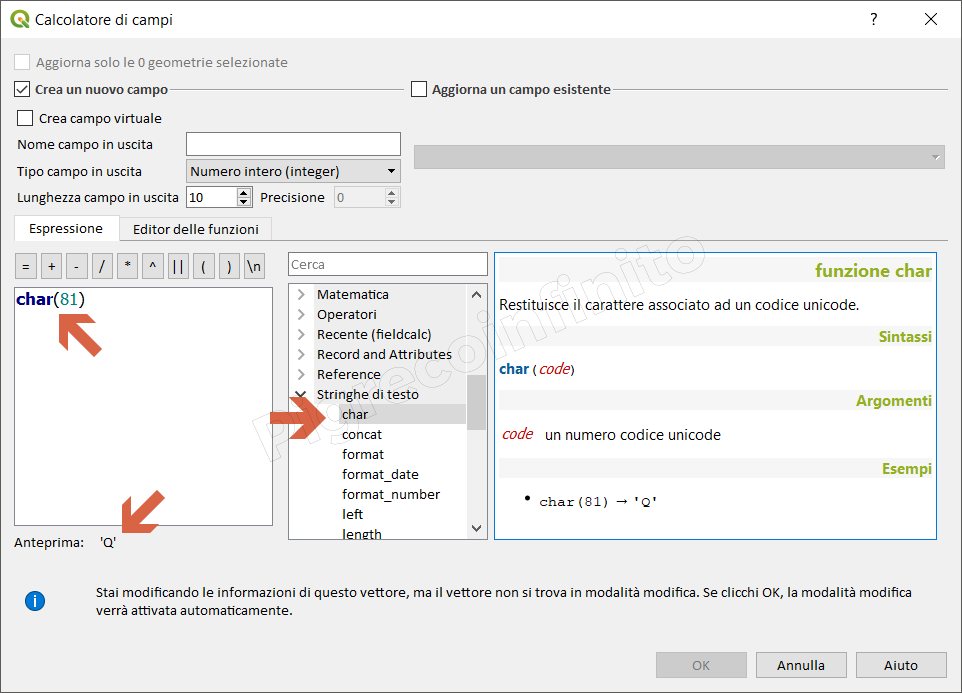 Calcolatore di campi
?
Aggiorna solo le 0 geometrie selezionate
Crea un nuovo campo
Aggiorna un campo esistente
Crea campo virtuale
Nome campo in uscita
Tipo campo in uscita
Numero intero (integer)
Lunghezza campo in uscita
10
Precisione
0
Espressione
Editor delle funzioni
= + - / * ^ || ( ) \n
char(81)
Anteprima: 'Q'
Cerca
Matematica
Operatori
Recente (fieldcalc)
Record and Attributes
Reference
Stringhe di testo
char
concat
format
format_date
format_number
left
length
funzione char
Restituisce il carattere associato ad un codice unicode.
Sintassi
char (code)
Argomenti
code un numero codice unicode
Esempi
• char(81) → 'Q'
Pigrecoinfinito
i
Stai modificando le informazioni di questo vettore, ma il vettore non si trova in modalità modifica. Se clicchi OK, la modalità modifica
verrà attivata automaticamente.
OK
Annulla
Aiuto